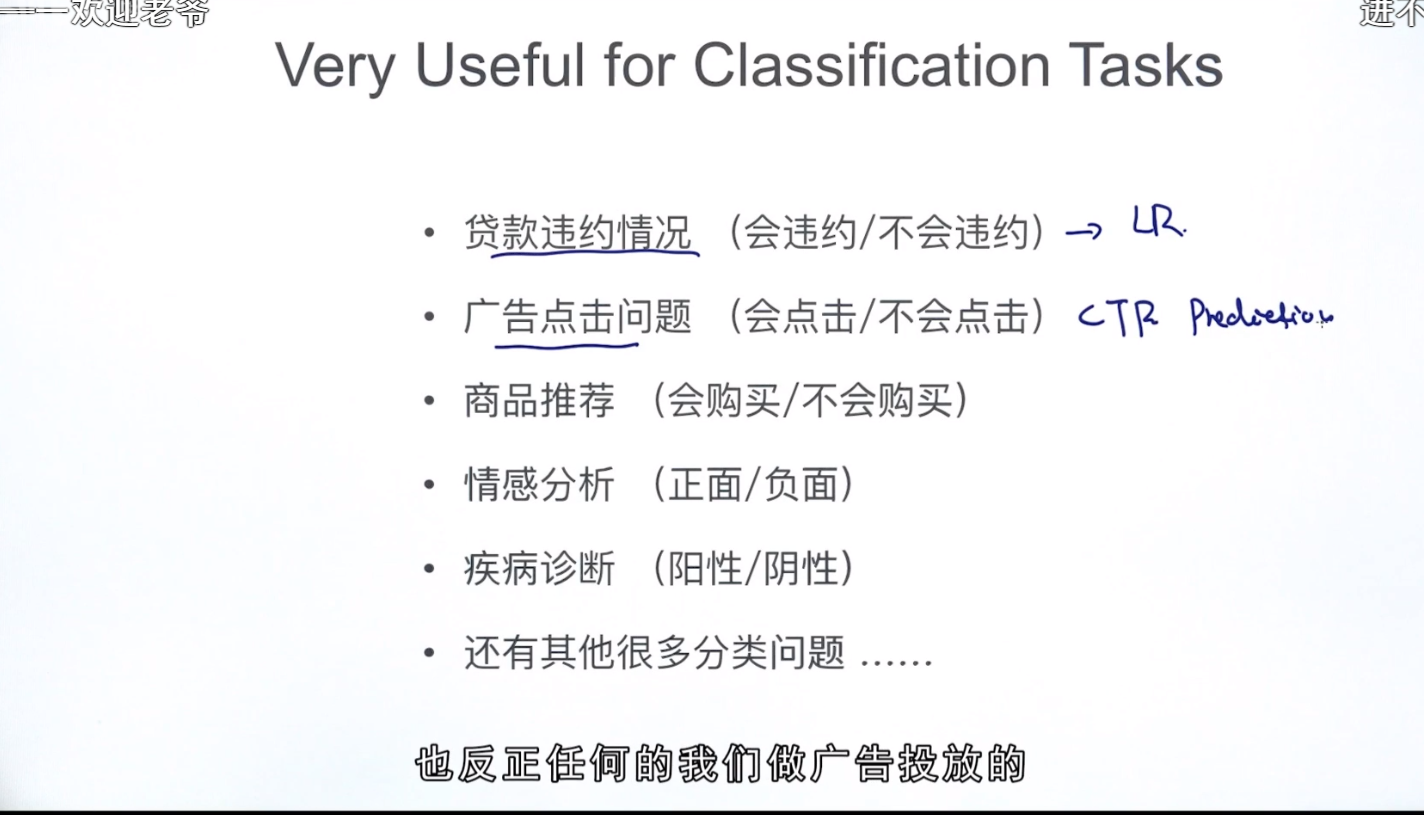 一欢迎老爷
进不
Very Useful for Classification Tasks
• 贷款违约情况 （会违约/不会违约） → LR.
• 广告点击问题 （会点击/不会点击） CTR Prediction
• 商品推荐 （会购买/不会购买）
• 情感分析 （正面/负面）
• 疾病诊断 （阳性/阴性）
• 还有其他很多分类问题 ……
也反正任何的我们做广告投放的